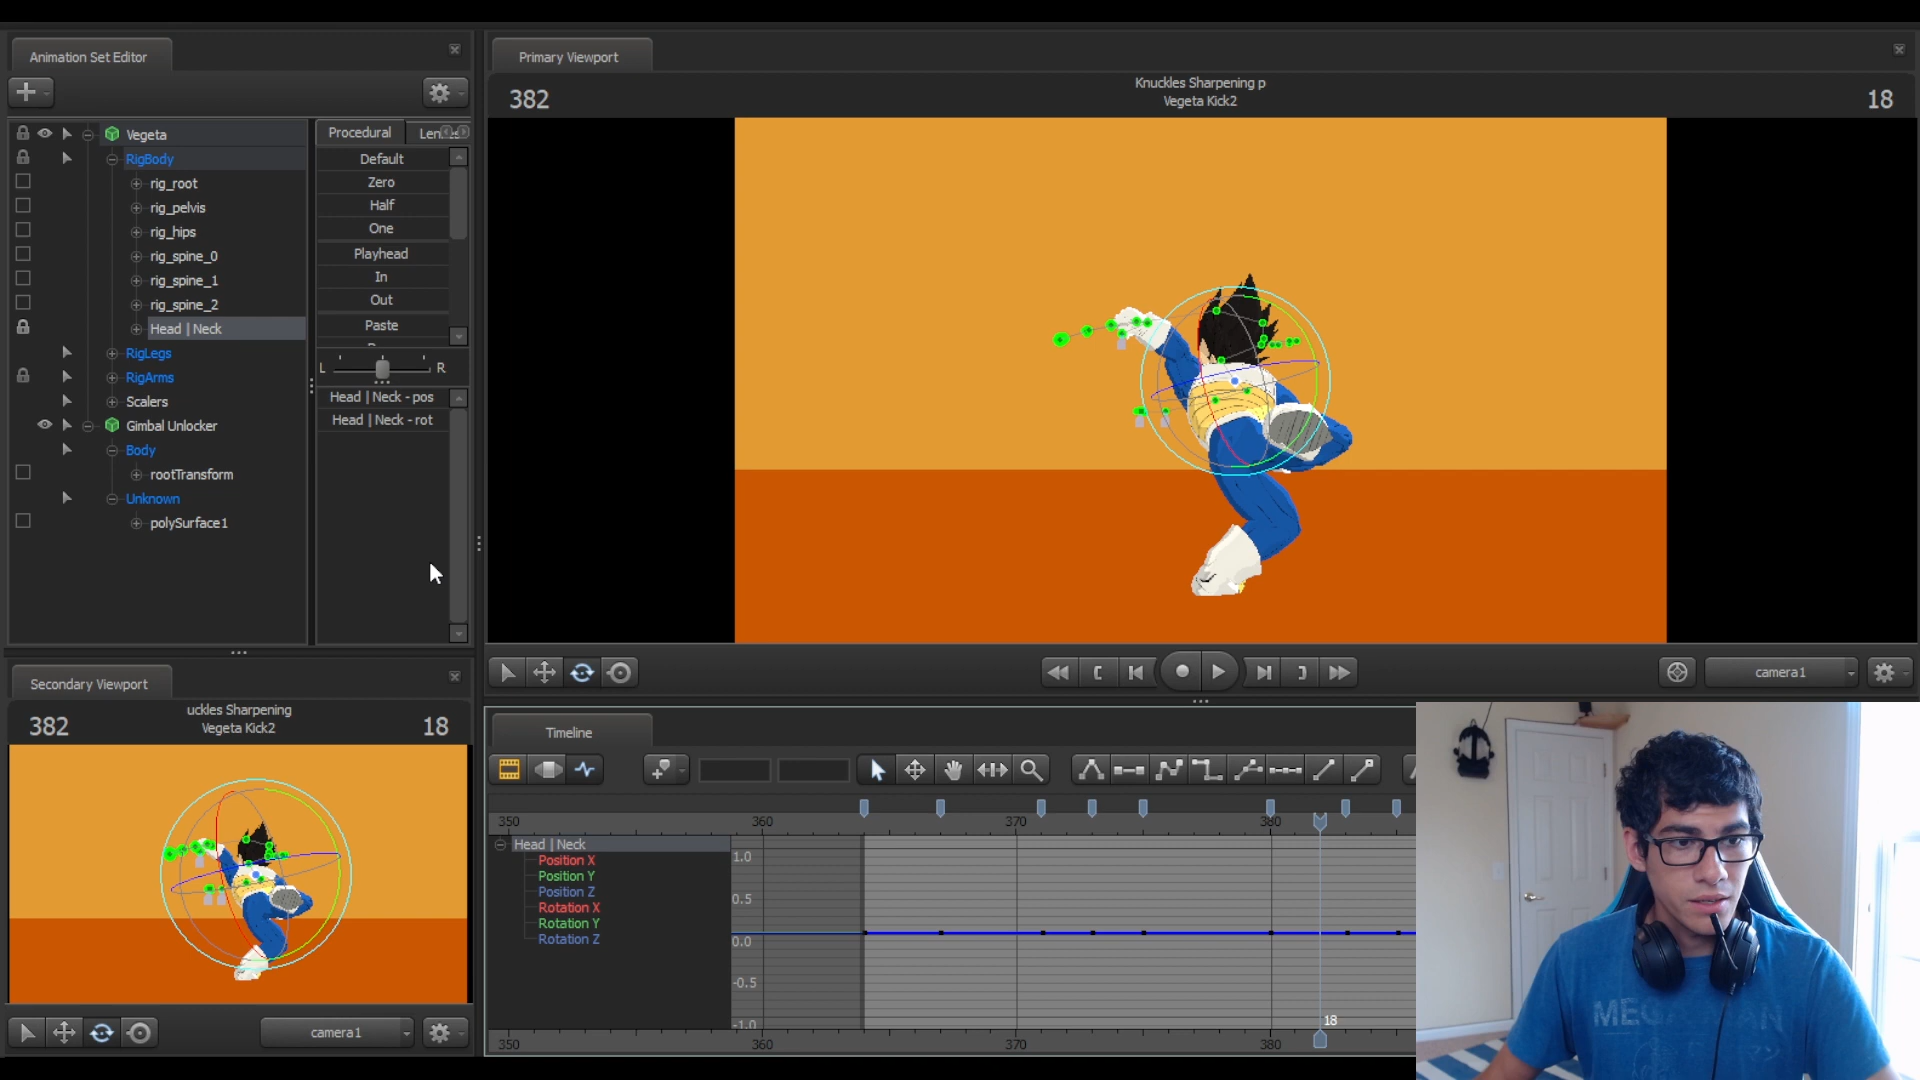 Animation Set Editor
Vegeta
RigBody
rig_root
rig_pelvis
rig_hips
rig_spine_0
rig_spine_1
rig_spine_2
Head | Neck
RigLegs
RigArms
Scalers
Gimbal Unlocker
Body
rootTransform
Unknown
polySurface1
Procedural
Default
Zero
Half
One
Playhead
In
Out
Paste
L
R
Head | Neck - pos
Head | Neck - rot
Primary Viewport
382
Knuckles Sharpening p
Vegeta Kick2
18
camera1
Secondary Viewport
382
uckles Sharpening
Vegeta Kick2
18
camera1
Timeline
350
360
370
380
Head | Neck
Position X
Position Y
Position Z
Rotation X
Rotation Y
Rotation Z
1.0
0.5
0.0
-0.5
-1.0
18
350
360
370
380